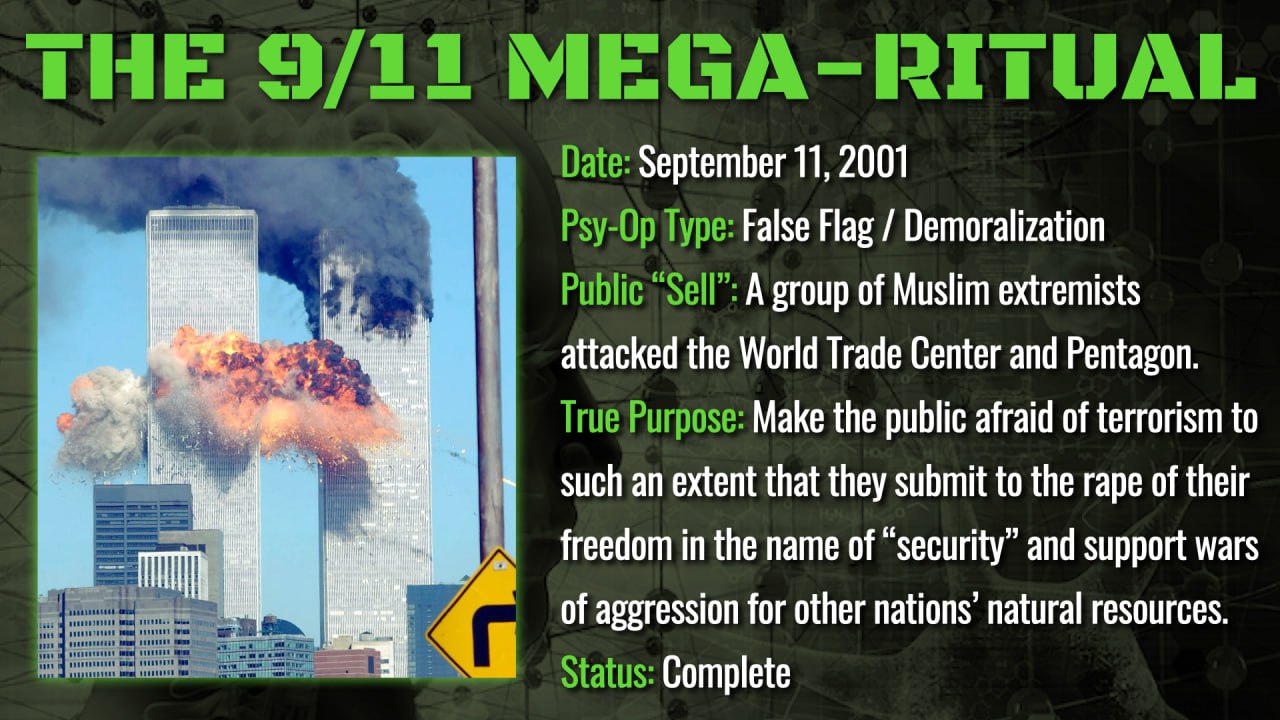 THE 9/11 MEGA-RITUAL
Date: September 11, 2001
Psy-Op Type: False Flag / Demoralization
Public “Sell”: A group of Muslim extremists
attacked the World Trade Center and Pentagon.
True Purpose: Make the public afraid of terrorism to
such an extent that they submit to the rape of their
freedom in the name of “security” and support wars
of aggression for other nations’ natural resources.
Status: Complete